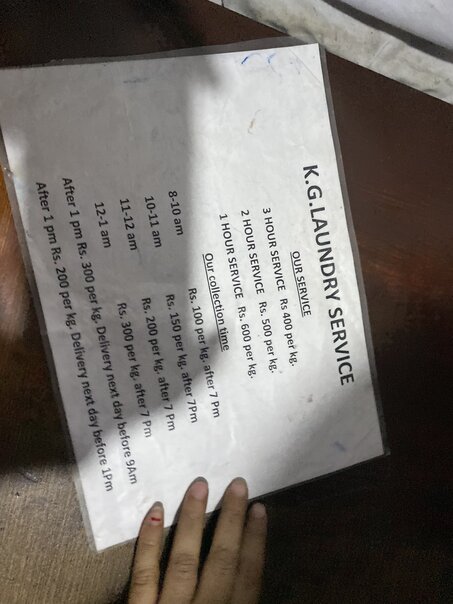 K.G.LAUNDRY SERVICE
OUR SERVICE
3 HOUR SERVICE Rs 400 per kg.
2 HOUR SERVICE Rs. 500 per kg.
1 HOUR SERVICE Rs. 600 per kg.
Our collection time
8-10 am Rs. 100 per kg, after 7 Pm
10-11 am Rs. 150 per kg, after 7Pm
11-12 am Rs. 200 per kg, after 7 Pm
12-1 am Rs. 300 per kg, after 7 Pm
After 1 pm Rs. 300 per kg. Delivery next day before 9Am
After 1 pm Rs. 200 per kg. Delivery next day before 1Pm